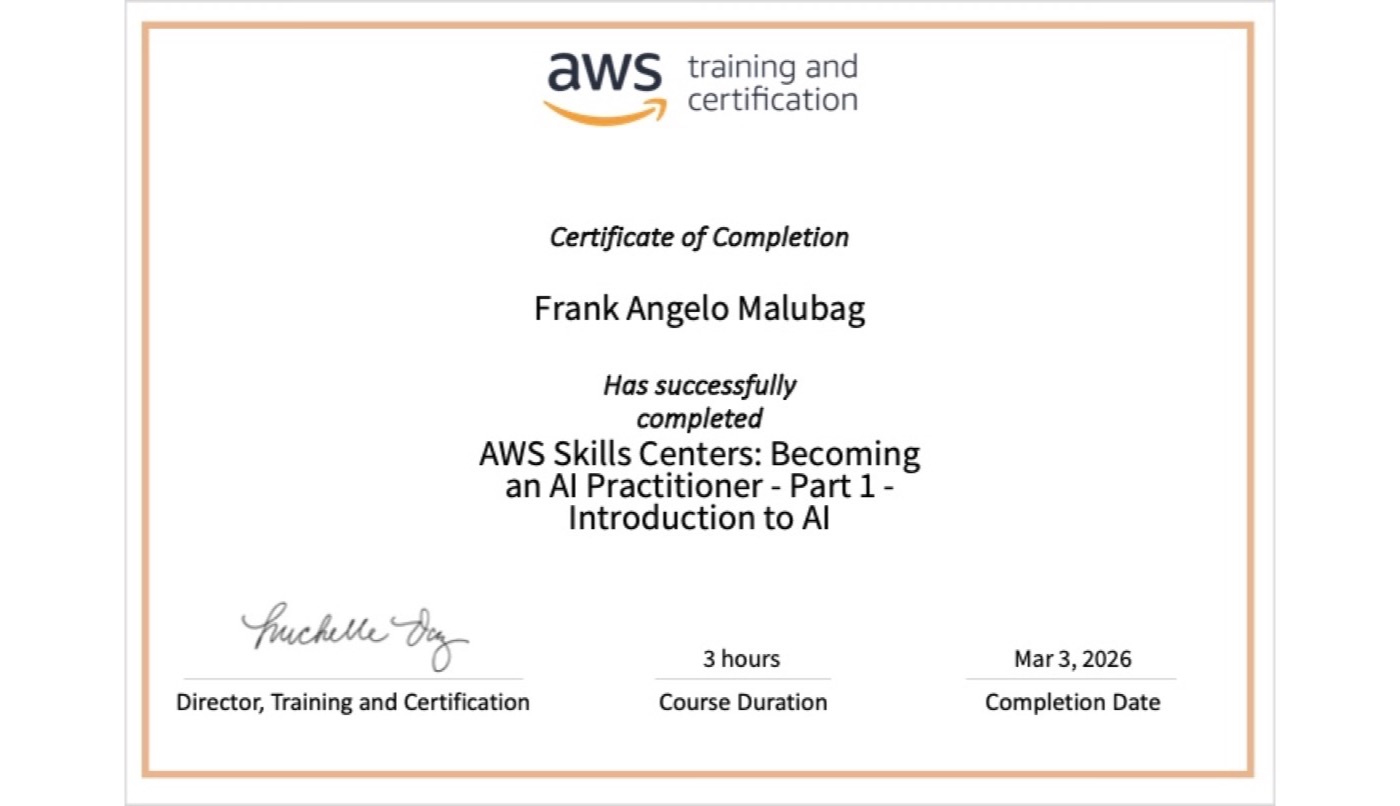 aws training and
certification
Certificate of Completion
Frank Angelo Malubag
Has successfully
completed
AWS Skills Centers: Becoming
an AI Practitioner - Part 1 -
Introduction to AI
Michelle Day
3 hours
Mar 3, 2026
Director, Training and Certification
Course Duration
Completion Date